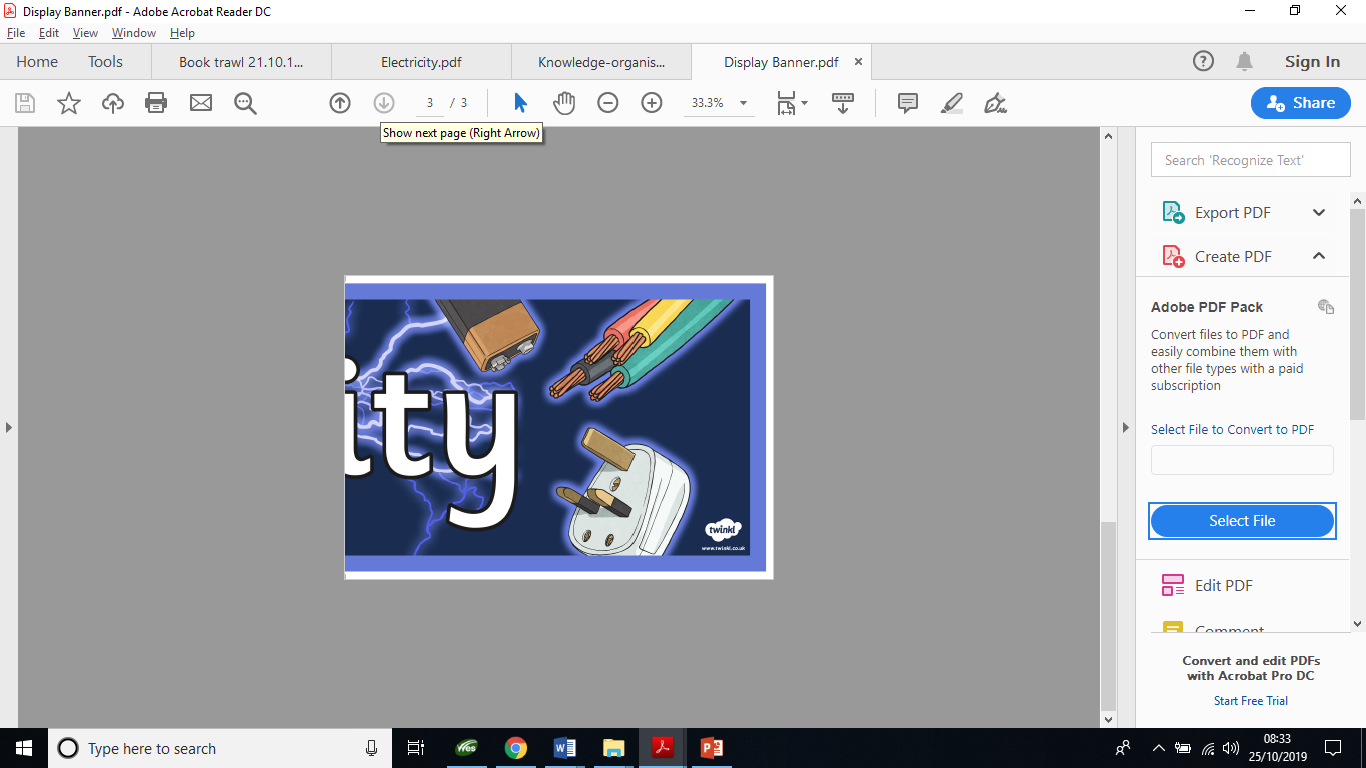 Display Banner.pdf - Adobe Acrobat Reader DC
File Edit View Window Help
Home Tools Book trawl 21.10.1... Electricity.pdf Knowledge-organis... Display Banner.pdf × Sign In
3 / 3 33.3% Share
Show next page (Right Arrow)
Search 'Recognize Text'
Export PDF
Create PDF
Adobe PDF Pack
Convert files to PDF and
easily combine them with
other file types with a paid
subscription
Select File to Convert to PDF
Select File
Edit PDF
Comment
Convert and edit PDFs
with Acrobat Pro DC
Start Free Trial
ity
twinkl
www.twinkl.co.uk
Type here to search
08:33
25/10/2019